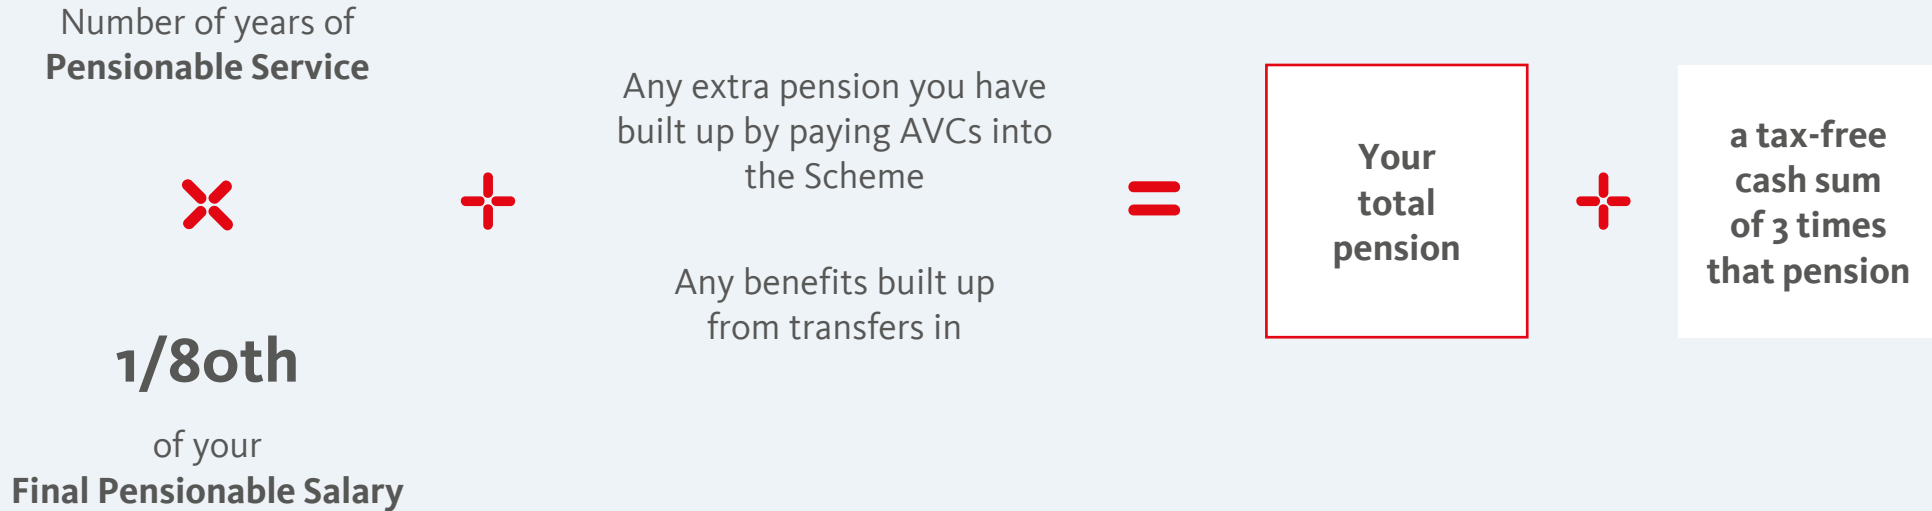 Number of years of
Pensionable Service
×
1/80th
of your
Final Pensionable Salary
+
Any extra pension you have
built up by paying AVCs into
the Scheme
Any benefits built up
from transfers in
=
Your
total
pension
+
a tax-free
cash sum
of 3 times
that pension